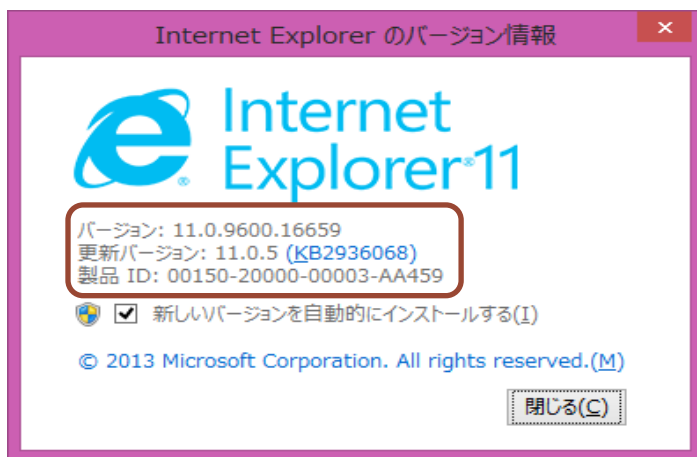 Internet Explorer のバージョン情報
Internet
Explorer®11
バージョン: 11.0.9600.16659
更新バージョン: 11.0.5 (KB2936068)
製品 ID: 00150-20000-00003-AA459
新しいバージョンを自動的にインストールする(I)
© 2013 Microsoft Corporation. All rights reserved.(M)
閉じる(C)